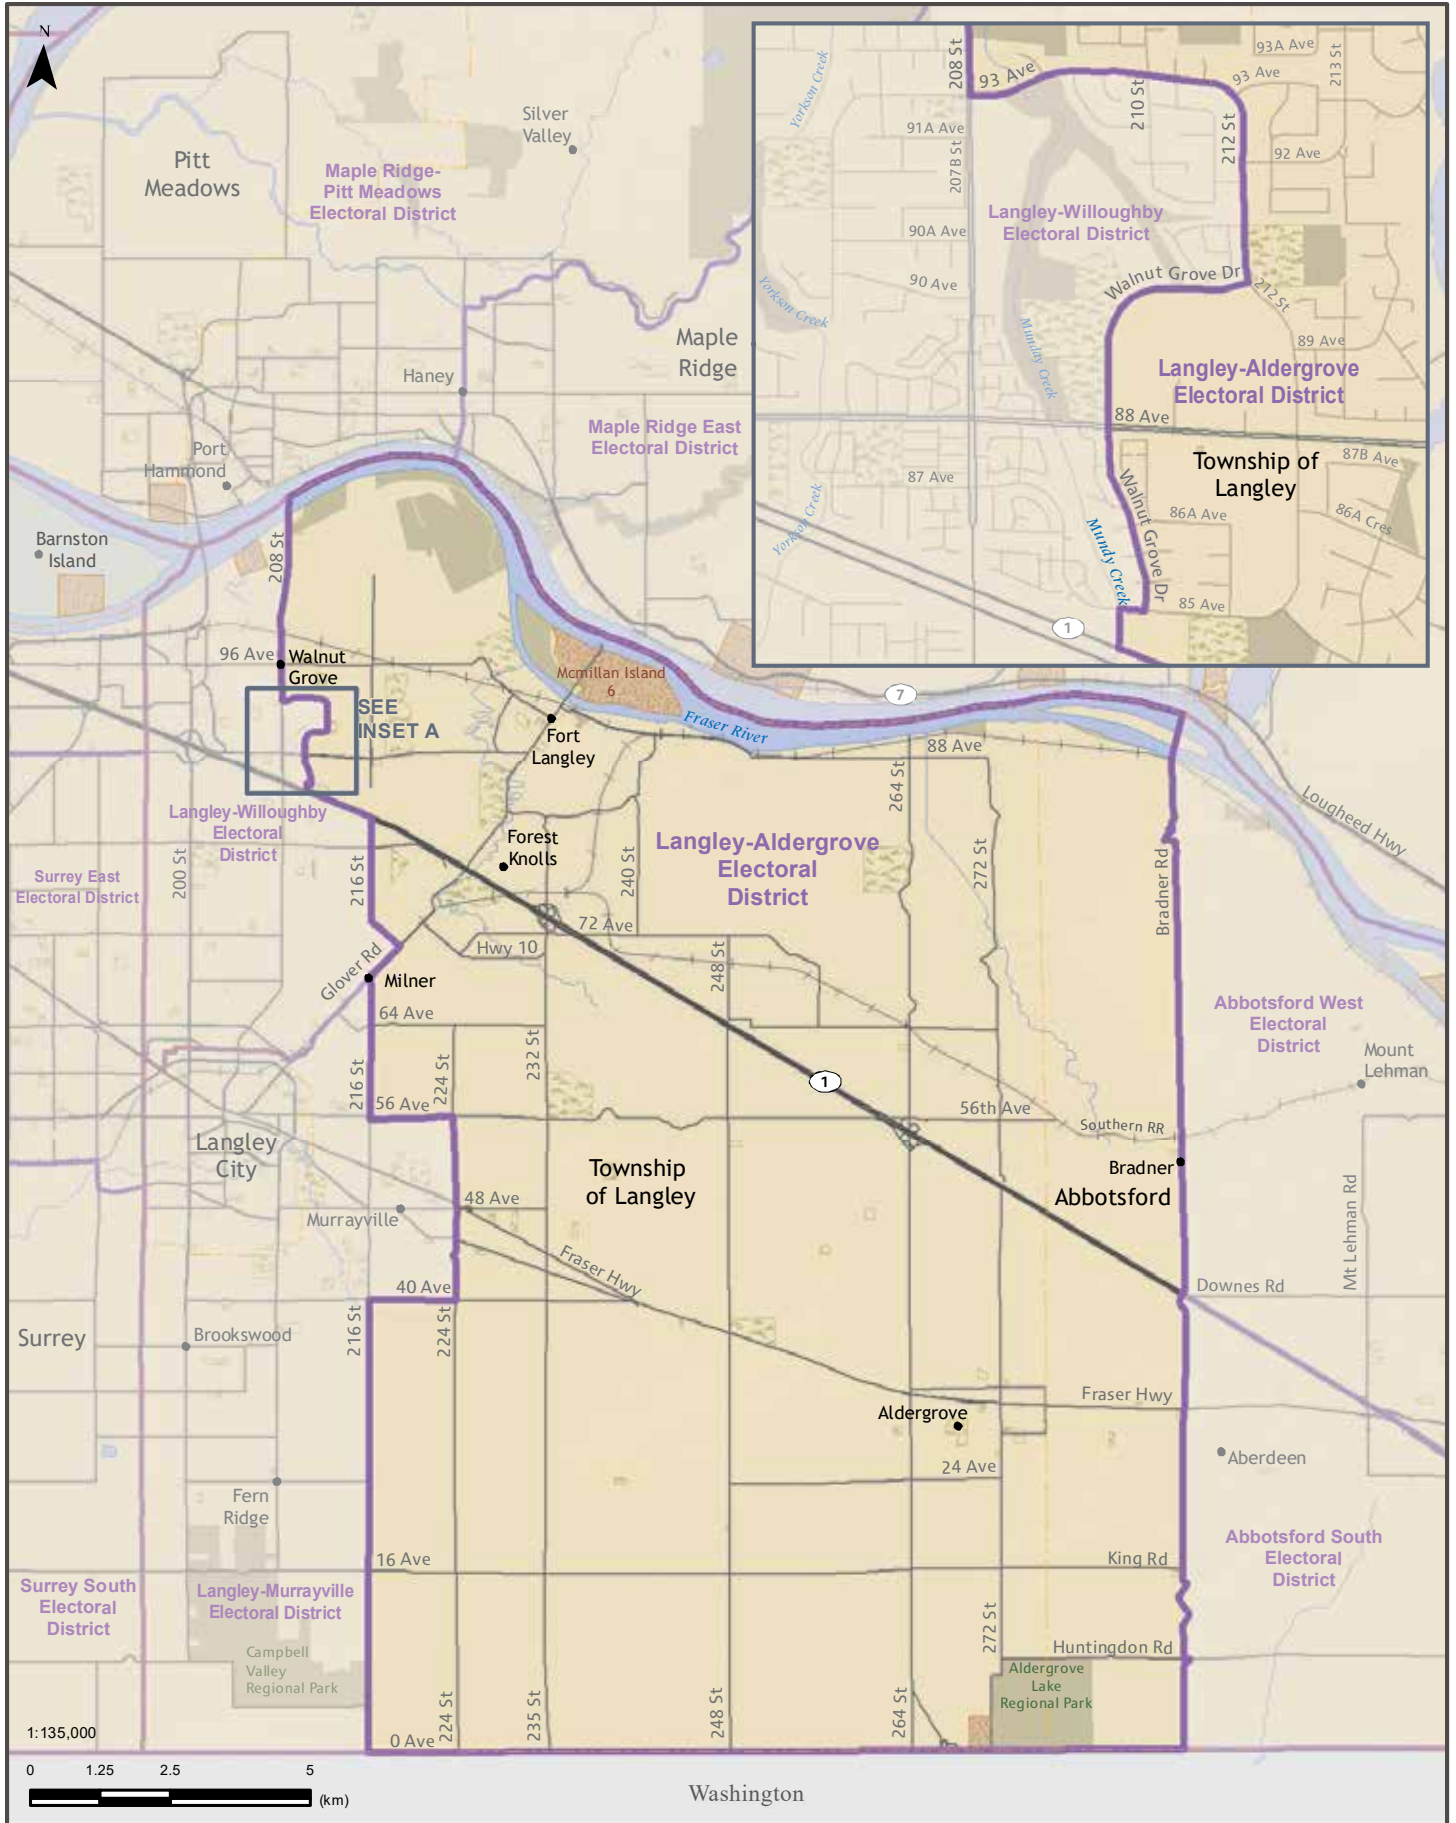 N
Silver
Valley
Pitt
Meadows
Maple Ridge-
Pitt Meadows
Electoral District
Maple
Ridge
Haney
Maple Ridge East
Electoral District
Port
Hammond
Barnston
Island
208 St
96 Ave
Walnut
Grove
SEE
INSET A
Mcmillan Island
6
Fort
Langley
Fraser River
7
88 Ave
264 St
Lougheed Hwy
Langley-Willoughby
Electoral
District
Surrey East
Electoral District
200 St
216 St
Forest
Knolls
240 St
Langley-Aldergrove
Electoral
District
272 St
Bradner Rd
72 Ave
Hwy 10
248 St
Glover Rd
Milner
64 Ave
Abbotsford West
Electoral
District
Mount
Lehman
216 St
224 St
232 St
1
56 Ave
56th Ave
Southern RR
Langley
City
Township
of Langley
Bradner
Abbotsford
Mt Lehman Rd
48 Ave
Murrayville
Fraser Hwy
40 Ave
Downes Rd
216 St
224 St
Surrey
Brookswood
Fraser Hwy
Aldergrove
24 Ave
Aberdeen
Fern
Ridge
16 Ave
King Rd
Abbotsford South
Electoral
District
Surrey South
Electoral
District
Langley-Murrayville
Electoral District
272 St
Huntingdon Rd
Campbell
Valley
Regional Park
Aldergrove
Lake
Regional Park
224 St
235 St
248 St
264 St
0 Ave
1:135,000
0 1.25 2.5 5
(km)
Washington
208 St
93 Ave
93A Ave
93 Ave
213 St
Yorkson Creek
210 St
212 St
91A Ave
207B St
92 Ave
Langley-Willoughby
Electoral District
90A Ave
90 Ave
Walnut Grove Dr
212 St
Yorkson Creek
Munday Creek
89 Ave
Langley-Aldergrove
Electoral District
88 Ave
Township of
Langley
87B Ave
87 Ave
Walnut Grove Dr
86A Ave
86A Cres
Yorkson Creek
Mundy Creek
85 Ave
1